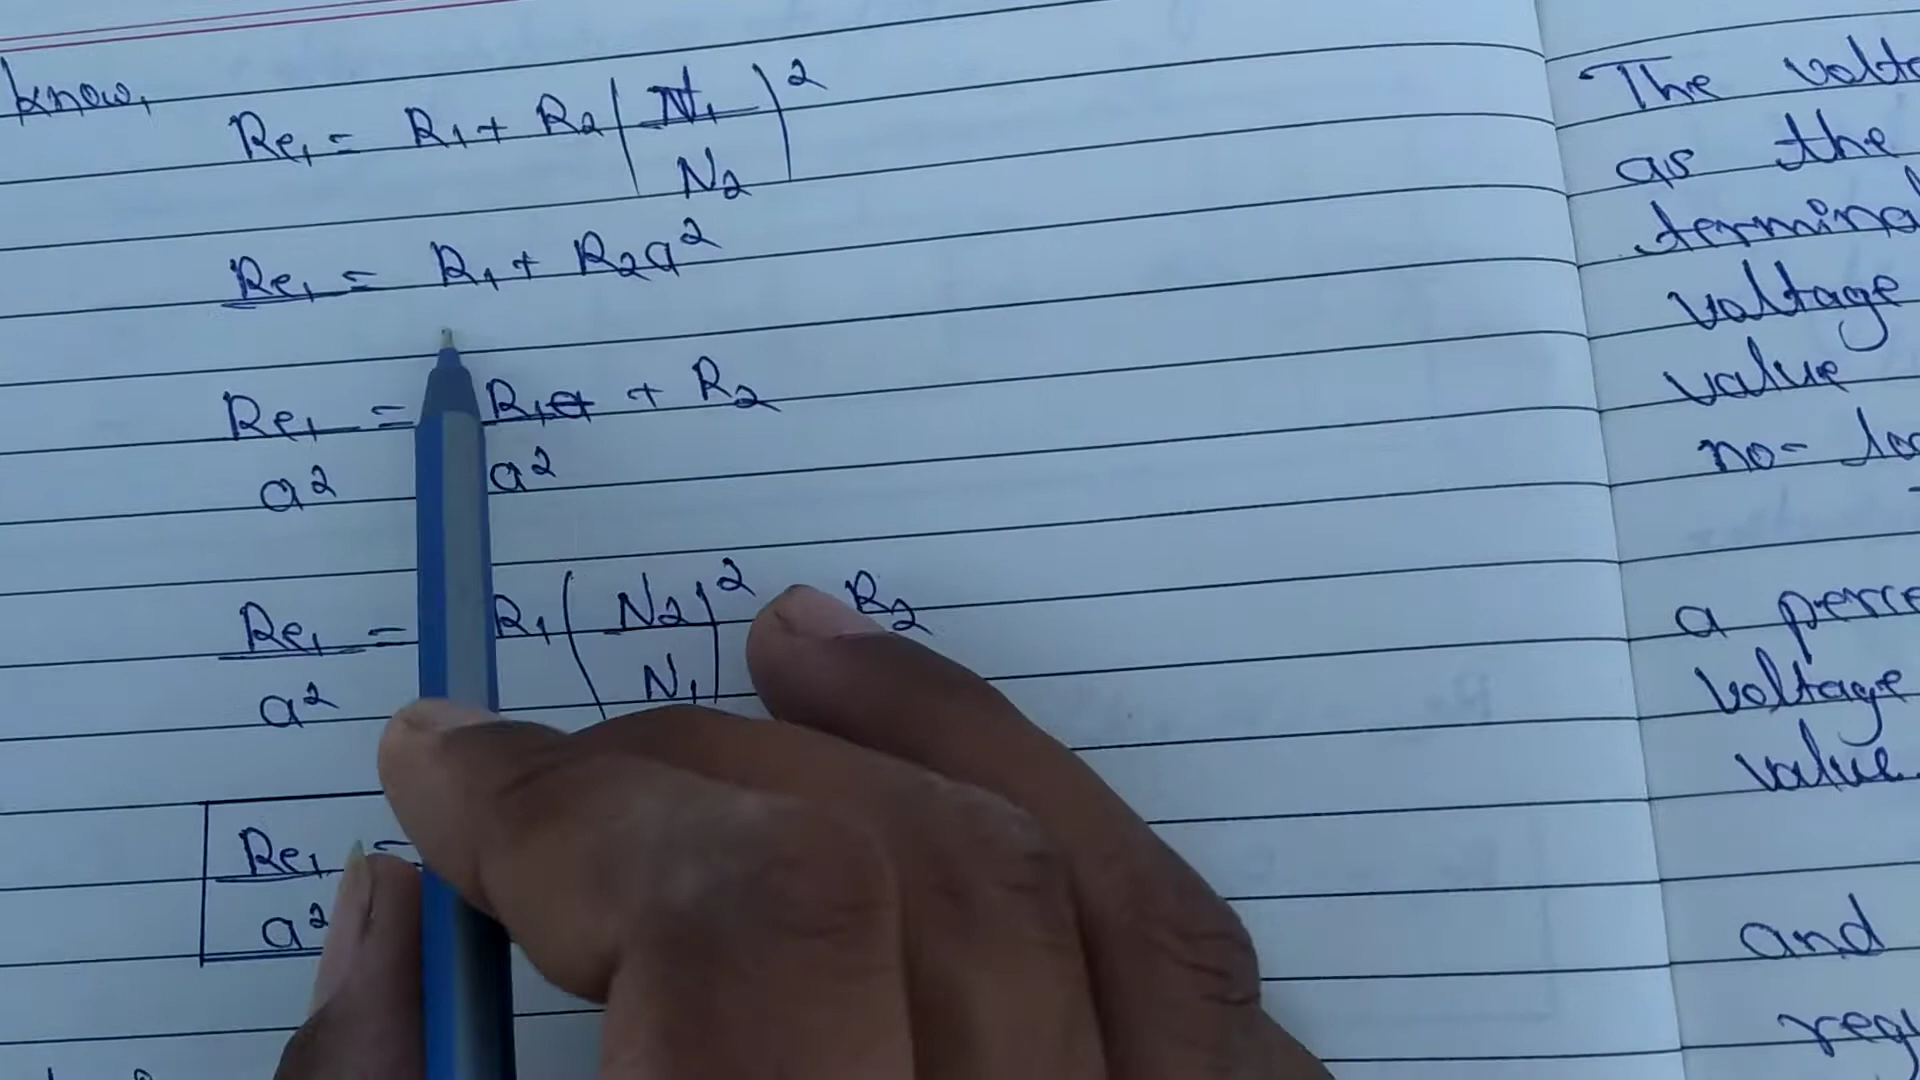 know,
Re₁ = R₁ + R₂ (N₁/N₂)²
Re₁ = R₁ + R₂a²
Re₁/a² = R₁/a² + R₂
Re₁/a² = R₁ (N₂/N₁)² R₂
Re₁/a² =
The
as the
voltage
value
no-
a
voltage
value
and